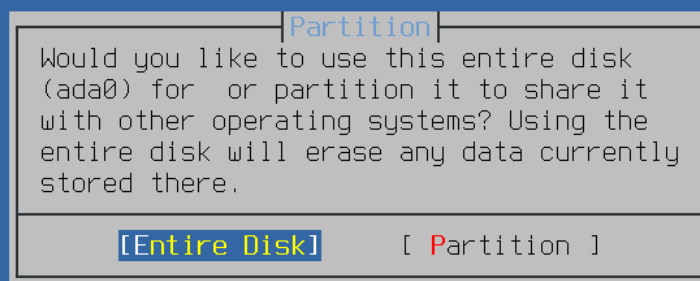 Partition
Would you like to use this entire disk
(ada0) for  or partition it to share it
with other operating systems? Using the
entire disk will erase any data currently
stored there.
[Entire Disk] [ Partition ]